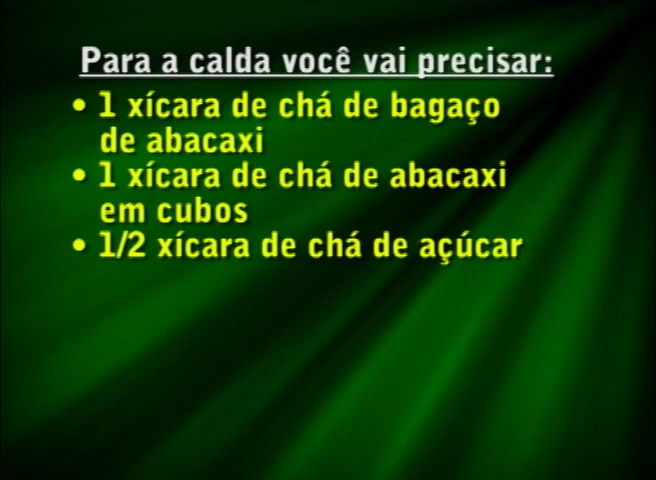 Para a calda você vai precisar:
• 1 xícara de chá de bagaço
de abacaxi
• 1 xícara de chá de abacaxi
em cubos
• 1/2 xícara de chá de açúcar